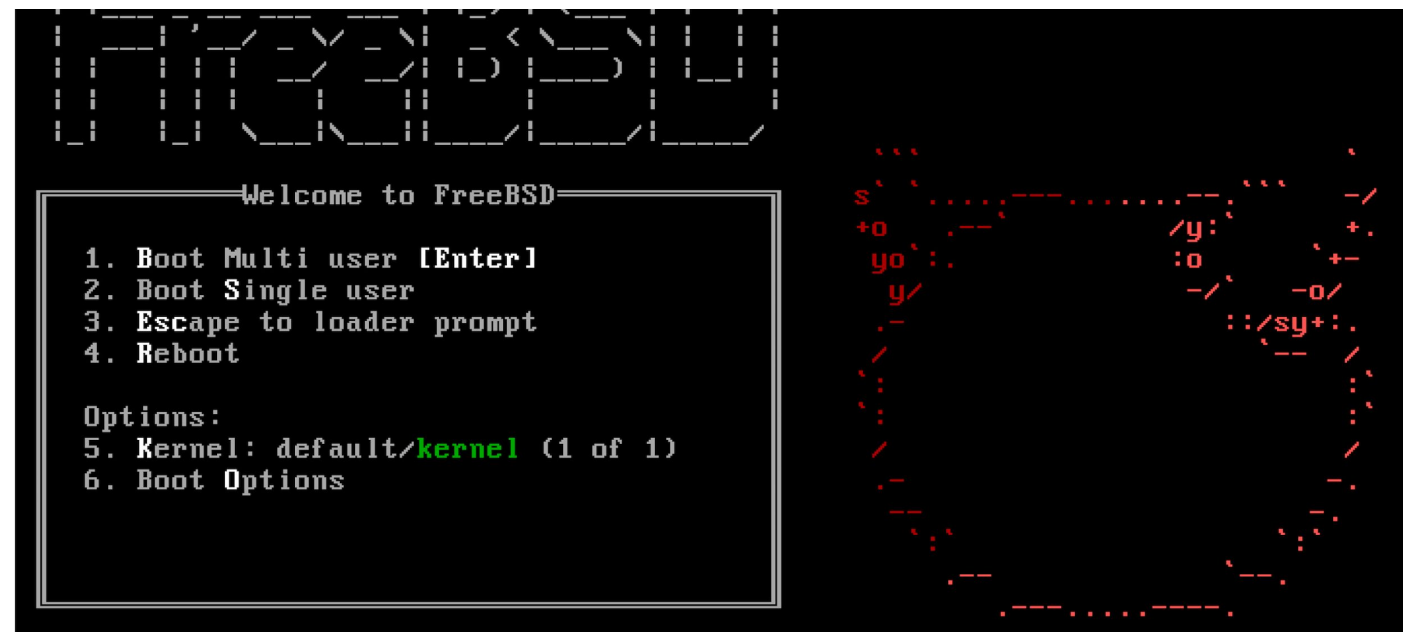 FreeBSD
Welcome to FreeBSD
1. Boot Multi user [Enter]
2. Boot Single user
3. Escape to loader prompt
4. Reboot
Options:
5. Kernel: default/kernel (1 of 1)
6. Boot Options